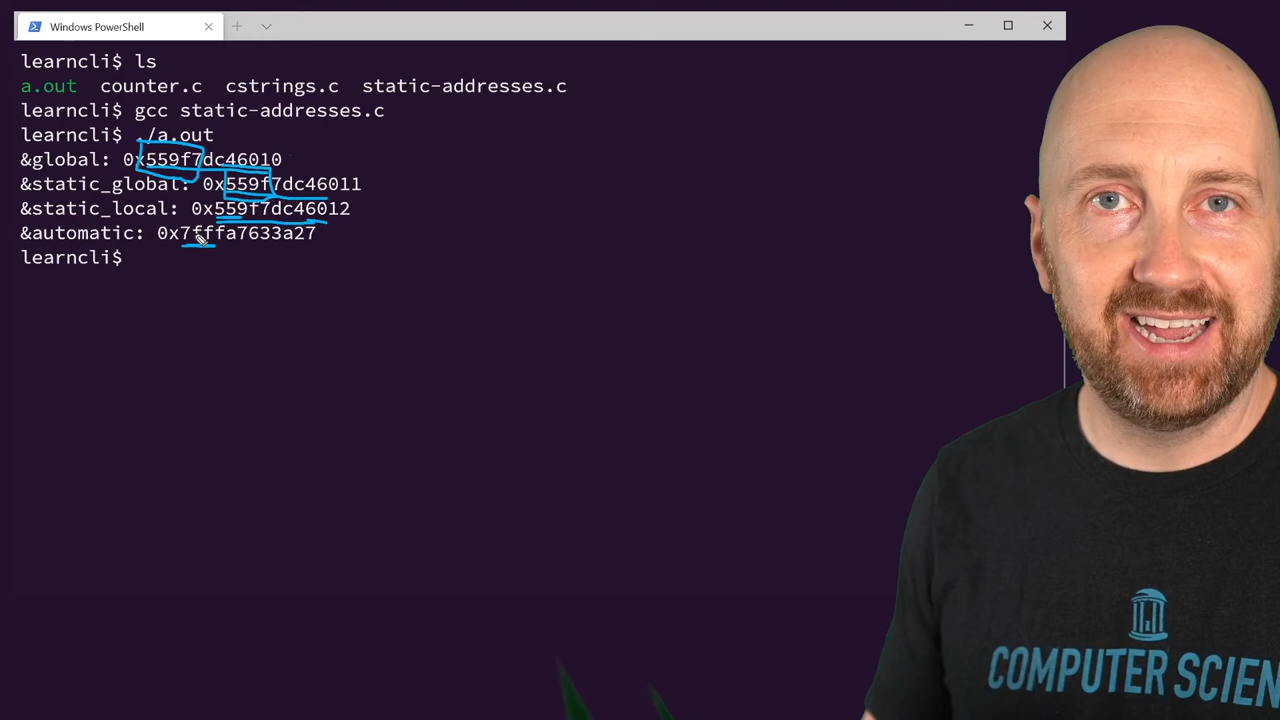 Windows PowerShell
learncli$ ls
a.out counter.c cstrings.c static-addresses.c
learncli$ gcc static-addresses.c
learncli$ ./a.out
&global: 0x559f7dc46010
&static_global: 0x559f7dc46011
&static_local: 0x559f7dc46012
&automatic: 0x7fffa7633a27
learncli$
COMPUTER SCIEN